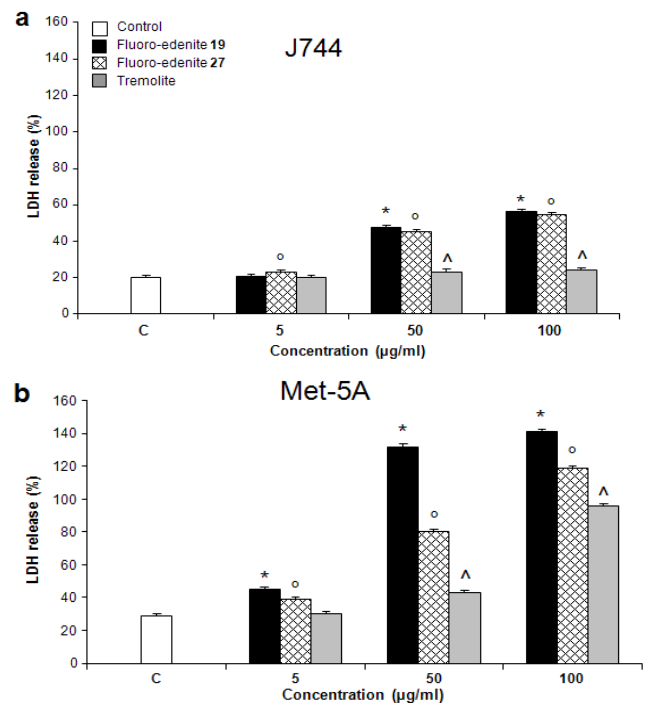 a
J744
Control
Fluoro-edenite 19
Fluoro-edenite 27
Tremolite
LDH release (%)
160
140
120
100
80
60
40
20
0
° * ° ^ * ° ^
C 5 50 100
Concentration (µg/ml)
b
Met-5A
LDH release (%)
160
140
120
100
80
60
40
20
0
* ° * ° ^ * ° ^
C 5 50 100
Concentration (µg/ml)